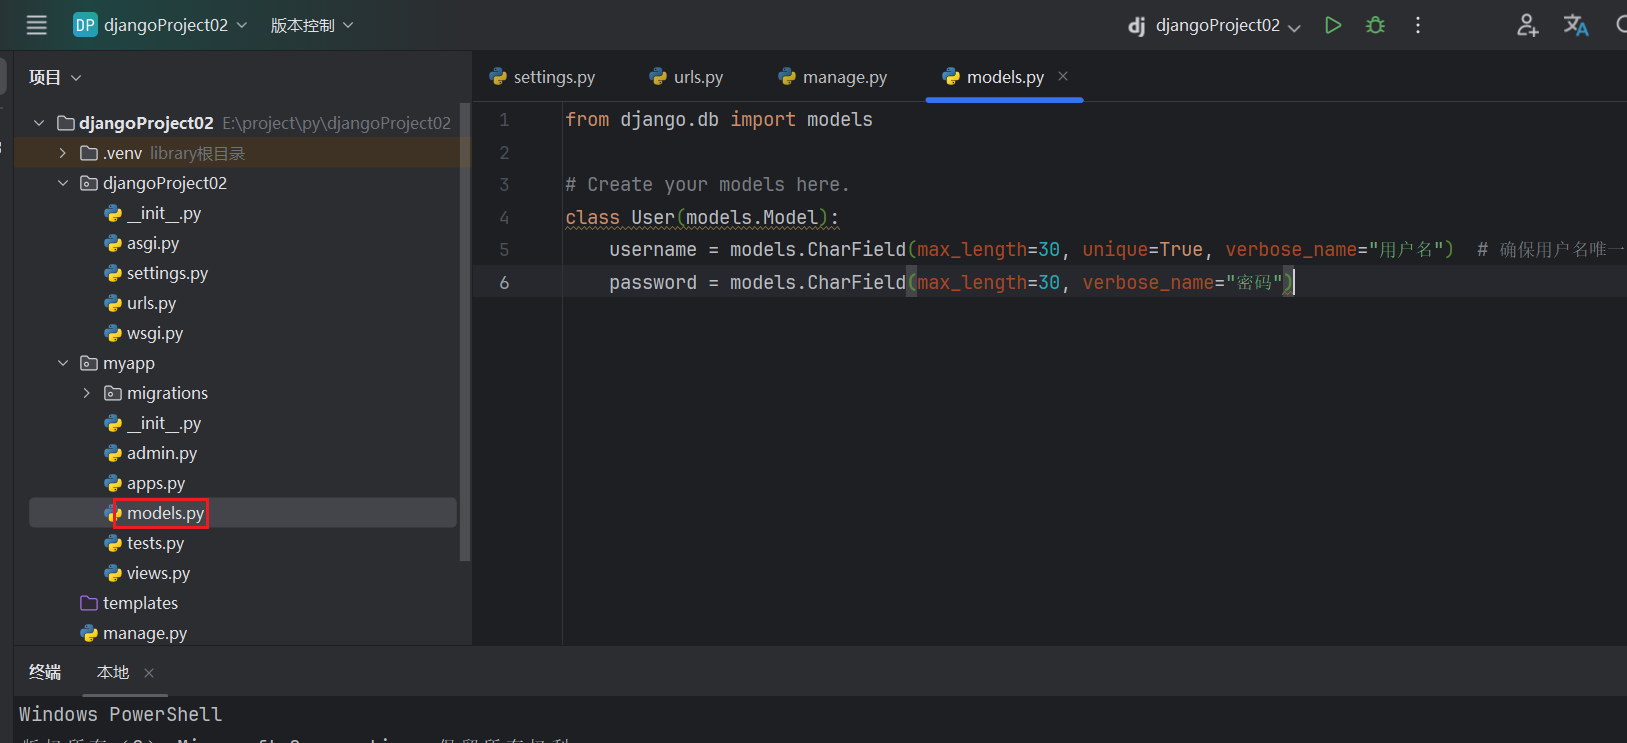 DP djangoProject02 版本控制 dj djangoProject02
项目
settings.py urls.py manage.py models.py
djangoProject02 E:\project\py\djangoProject02
.venv library根目录
djangoProject02
__init__.py
asgi.py
settings.py
urls.py
wsgi.py
myapp
migrations
__init__.py
admin.py
apps.py
models.py
tests.py
views.py
templates
manage.py
1 from django.db import models
2
3 # Create your models here.
4 class User(models.Model):
5 username = models.CharField(max_length=30, unique=True, verbose_name="用户名") # 确保用户名唯一
6 password = models.CharField(max_length=30, verbose_name="密码")
终端 本地
Windows PowerShell